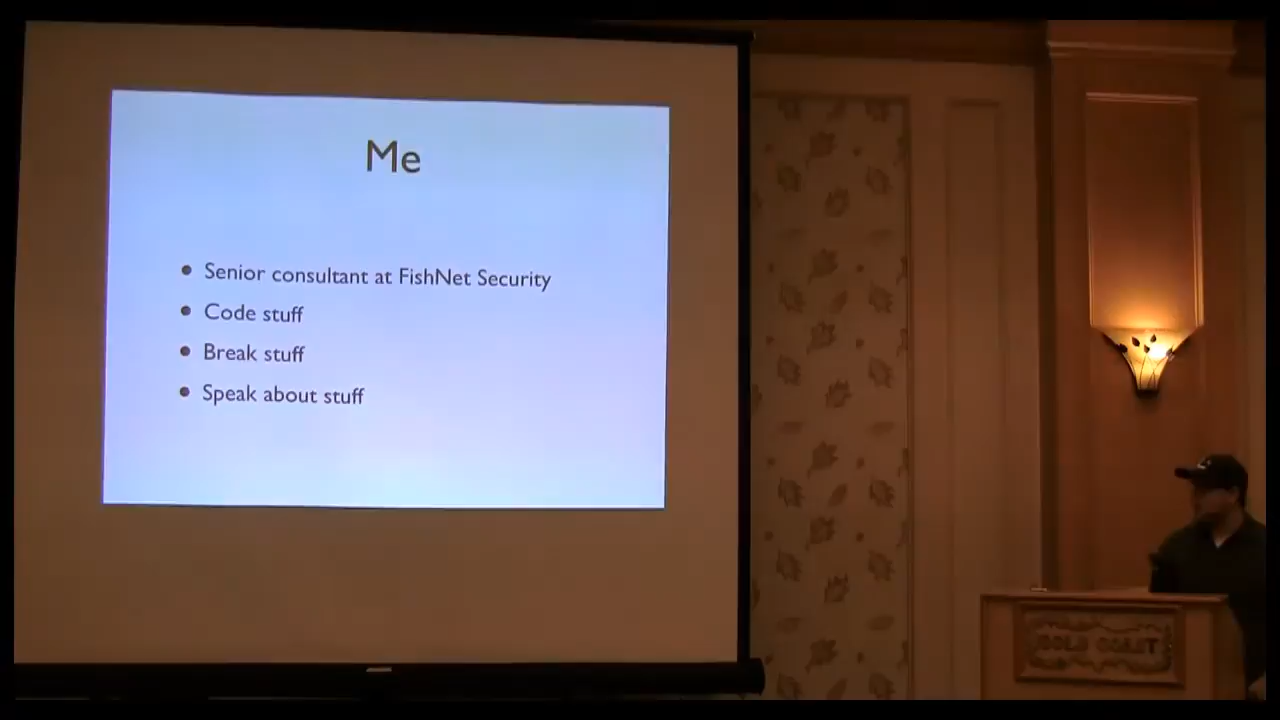 Me
Senior consultant at FishNet Security
Code stuff
Break stuff
Speak about stuff
GOLD COAST